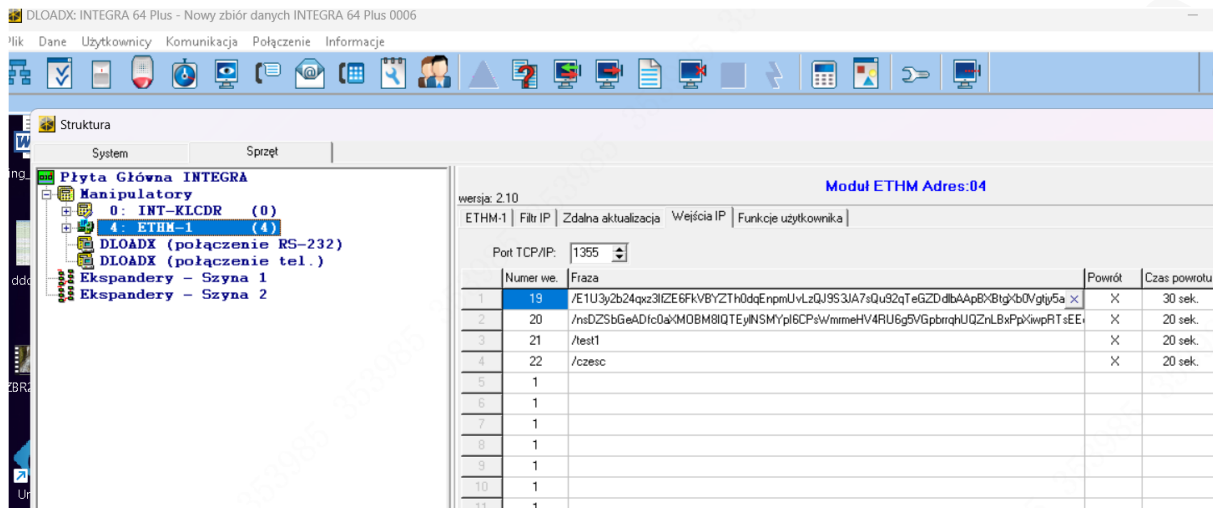 DLOADX: INTEGRA 64 Plus - Nowy zbiór danych INTEGRA 64 Plus 0006
Plik Dane Użytkownicy Komunikacja Połączenie Informacje
Struktura
System Sprzęt
Płyta Główna INTEGRA
Manipulatory
0: INT-KLCDR (0)
4: ETHM-1 (4)
DLOADX (połączenie RS-232)
DLOADX (połączenie tel.)
Ekspandery - Szyna 1
Ekspandery - Szyna 2
wersja: 2.10
Moduł ETHM Adres:04
ETHM-1 Filtr IP Zdalna aktualizacja Wejścia IP Funkcje użytkownika
Port TCP/IP: 1355
Numer we. Fraza Powrót Czas powrotu
1 19 X 30 sek.
2 20 X 20 sek.
3 21 /test1 X 20 sek.
4 22 /czesc X 20 sek.
5 1
6 1
7 1
8 1
9 1
10 1
11 1